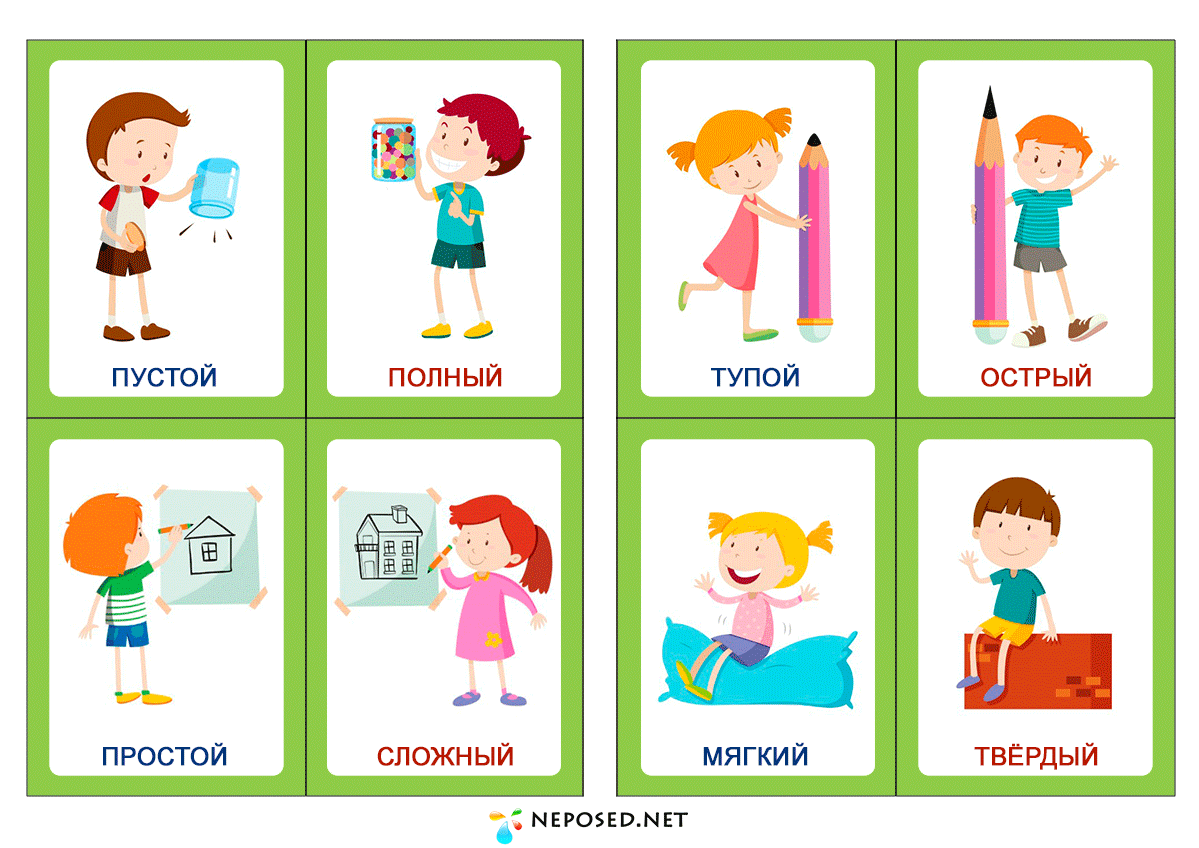 ПУСТОЙ
ПОЛНЫЙ
ТУПОЙ
ОСТРЫЙ
ПРОСТОЙ
СЛОЖНЫЙ
МЯГКИЙ
ТВЁРДЫЙ
NEPOSED.NET